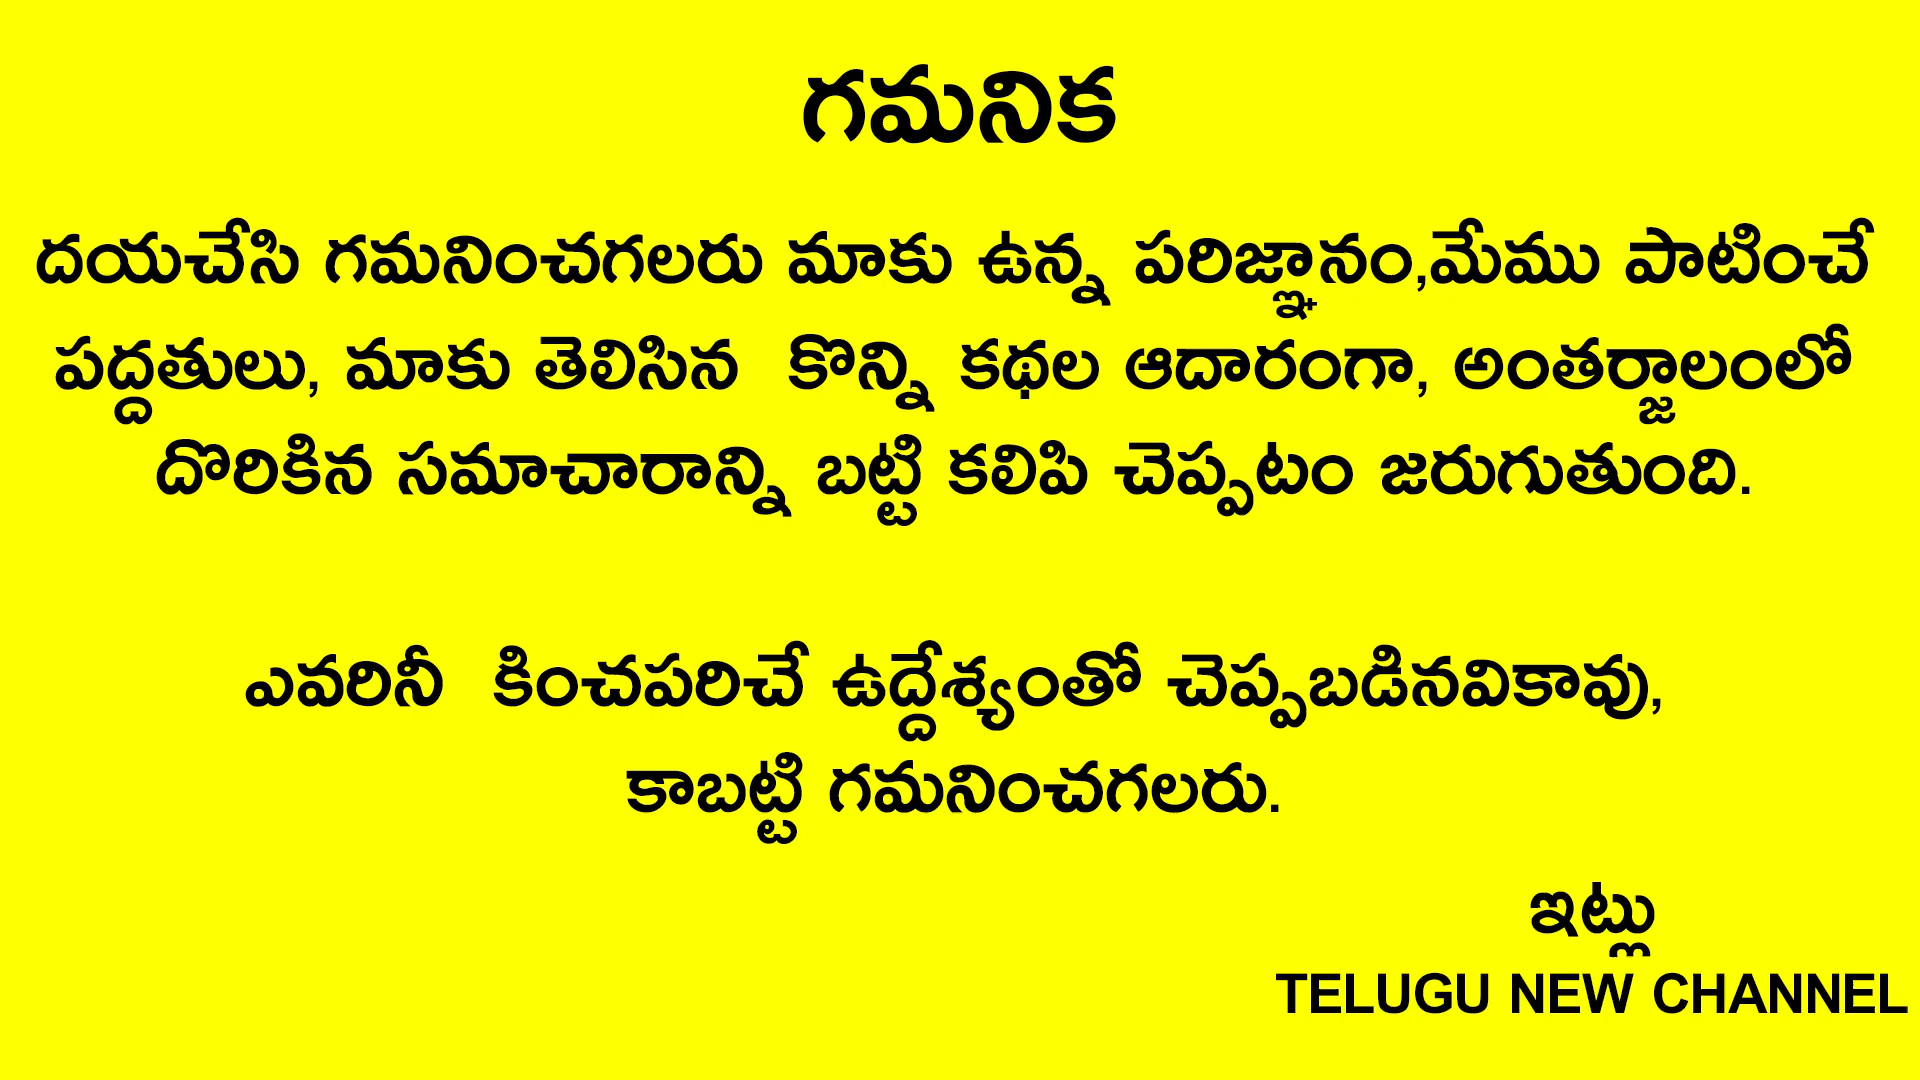 గమనిక
దయచేసి గమనించగలరు మాకు ఉన్న పరిజ్ఞానం,మేము పాటించే
పద్దతులు, మాకు తెలిసిన కొన్ని కథల ఆదారంగా, అంతర్జాలంలో
దొరికిన సమాచారాన్ని బట్టి కలిపి చెప్పటం జరుగుతుంది.
ఎవరినీ కించపరిచే ఉద్దేశ్యంతో చెప్పబడినవికావు,
కాబట్టి గమనించగలరు.
ఇట్లు
TELUGU NEW CHANNEL